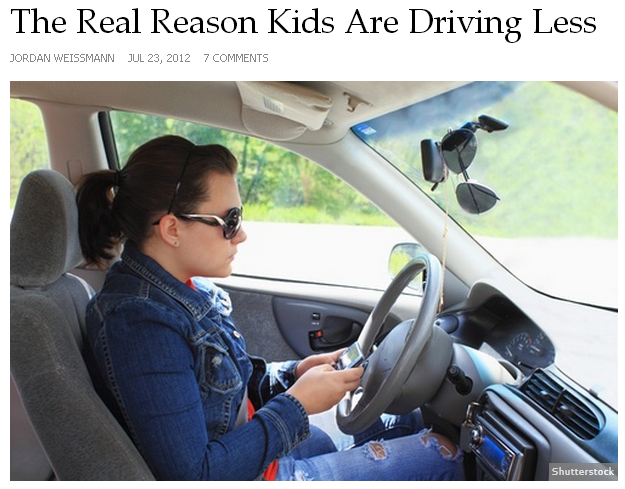 The Real Reason Kids Are Driving Less
JORDAN WEISSMANN JUL 23, 2012 7 COMMENTS
Shutterstock